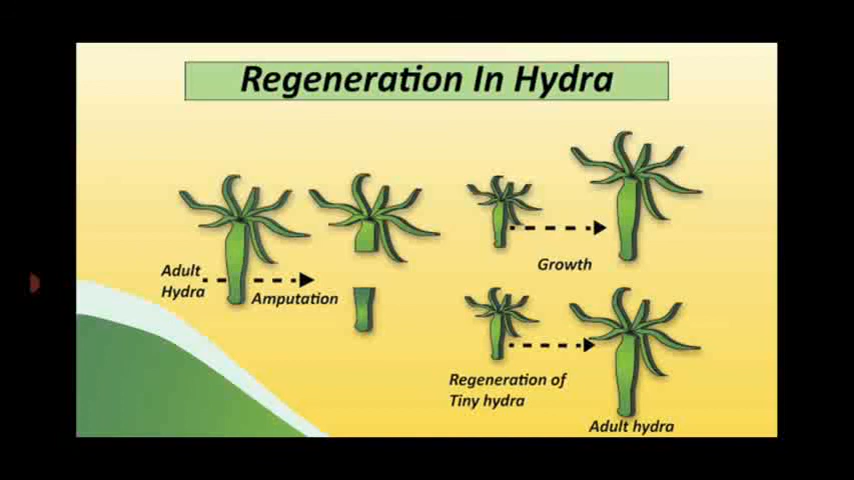 Regeneration In Hydra
Adult
Hydra
Amputation
Growth
Regeneration of
Tiny hydra
Adult hydra